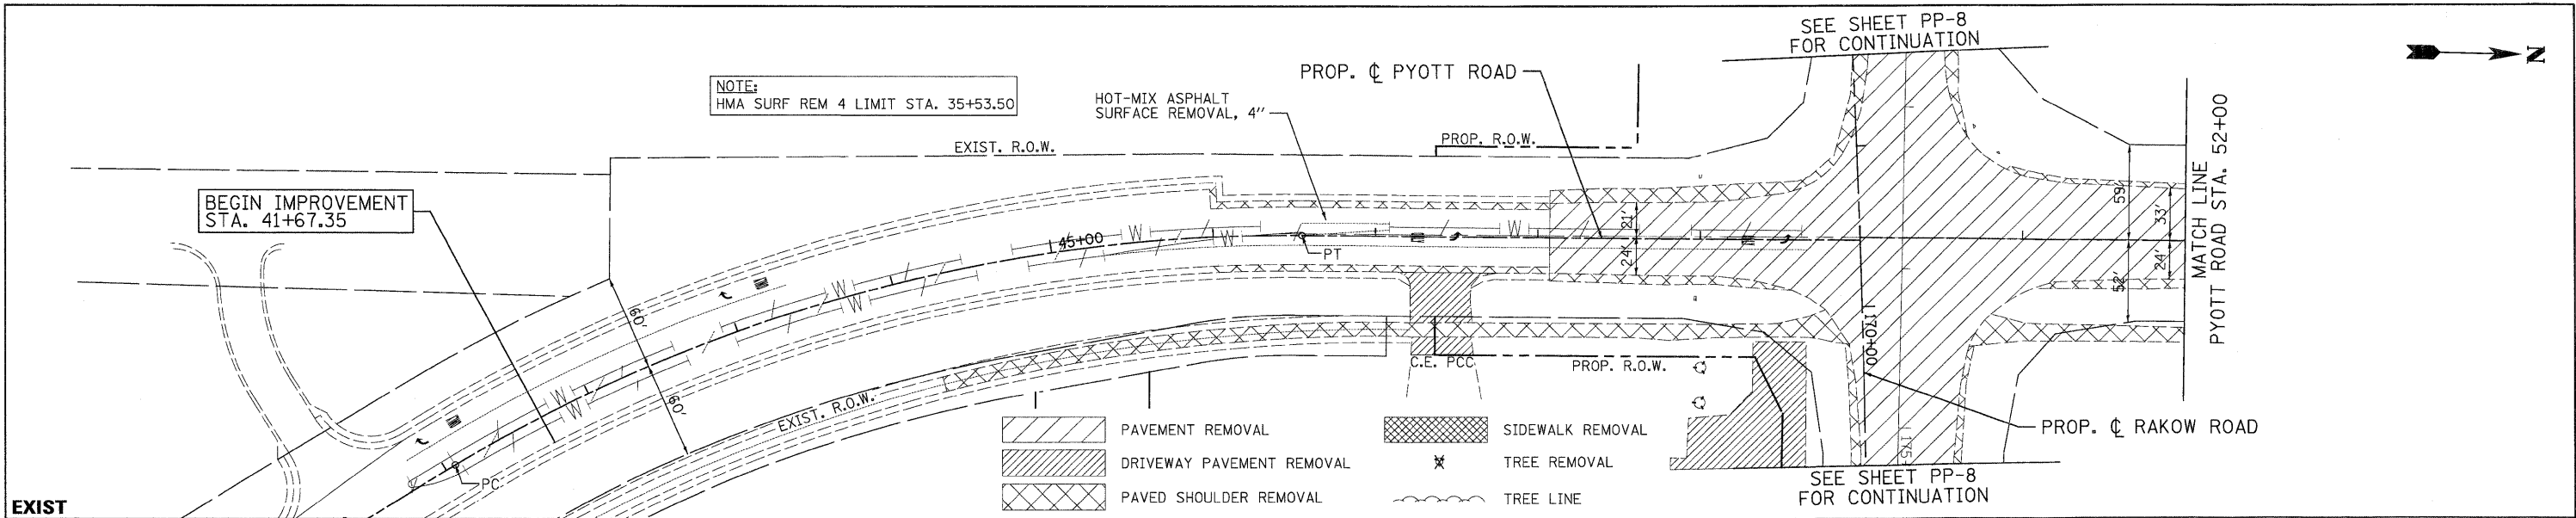 SEE SHEET PP-8
FOR CONTINUATION
N
NOTE:
HMA SURF REM 4 LIMIT STA. 35+53.50
HOT-MIX ASPHALT
SURFACE REMOVAL, 4"
PROP. ℄ PYOTT ROAD
EXIST. R.O.W.
PROP. R.O.W.
BEGIN IMPROVEMENT
STA. 41+67.35
45+00
W
W
W
W
W
W
W
W
PT
PC
21'
24'
59'
52'
33'
24'
MATCH LINE
PYOTT ROAD STA. 52+00
60'
60'
EXIST. R.O.W.
C.E. PCC
PROP. R.O.W.
170+00
175
PROP. ℄ RAKOW ROAD
PAVEMENT REMOVAL
DRIVEWAY PAVEMENT REMOVAL
PAVED SHOULDER REMOVAL
SIDEWALK REMOVAL
TREE REMOVAL
TREE LINE
SEE SHEET PP-8
FOR CONTINUATION
EXIST